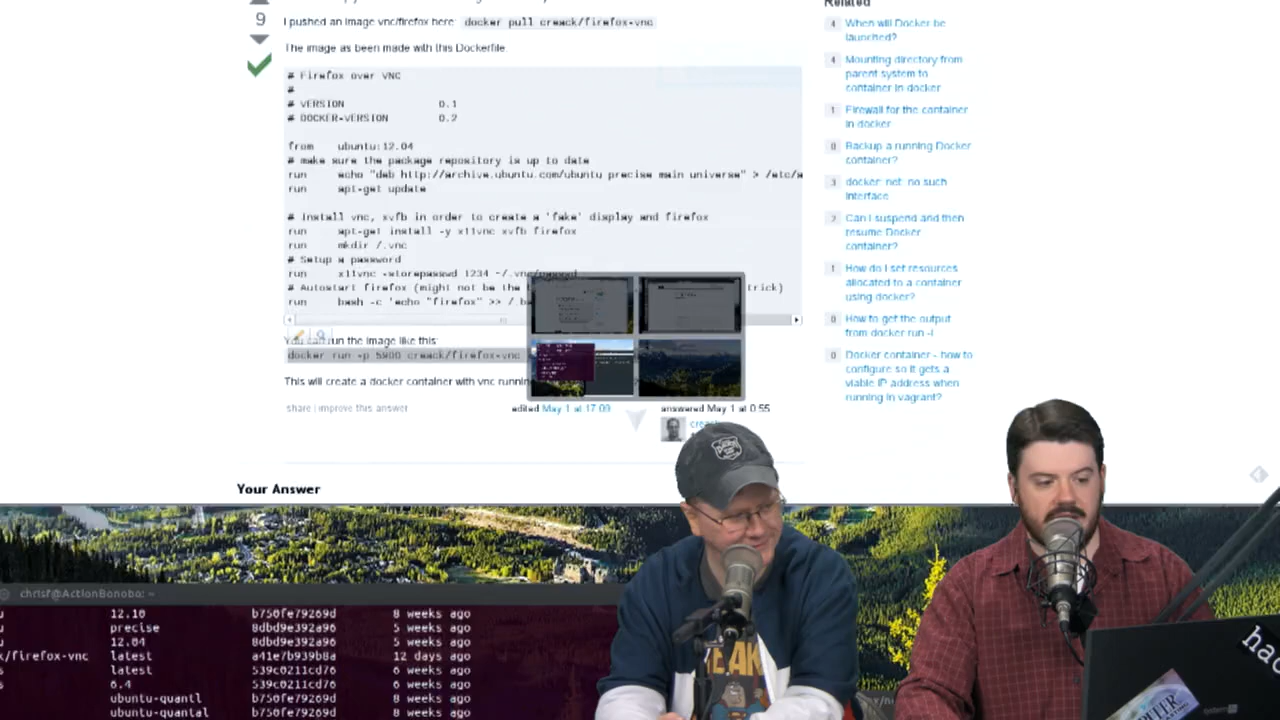 Related
9
I pushed an image vnc/firefox here: docker pull creack/firefox-vnc
The image as been made with this Dockerfile.
# Firefox over VNC
#
# VERSION 0.1
# DOCKER-VERSION 0.2
from ubuntu:12.04
# make sure the package repository is up to date
run echo "deb http://archive.ubuntu.com/ubuntu precise main universe" > /etc/a
run apt-get update
# Install vnc, xvfb in order to create a 'fake' display and firefox
run apt-get install -y x11vnc xvfb firefox
run mkdir /.vnc
# Setup a password
run x11vnc -storepasswd 1234 ~/.vnc/passwd
# Autostart firefox (might not be the trick)
run bash -c 'echo "firefox" >> /.b
You can run the image like this:
docker run -p 5900 creack/firefox-vnc
This will create a docker container with vnc runnin
share | improve this answer
edited May 1 at 17:09
answered May 1 at 0:55
creac
Your Answer
4 When will Docker be
launched?
4 Mounting directory from
parent system to
container in docker
1 Firewall for the container
in docker
0 Backup a running Docker
container?
3 docker: net: no such
interface
2 Can I suspend and then
resume Docker
container?
1 How do I set resources
allocated to a container
using docker?
0 How to get the output
from docker run -i
0 Docker container - how to
configure so it gets a
viable IP address when
running in vagrant?
chrisf@ActionBonobo: ~
u 12.10 b750fe79269d 8 weeks ago
u precise 8dbd9e392a96 5 weeks ago
u 12.04 8dbd9e392a96 5 weeks ago
k/firefox-vnc latest a41e7b939b8a 12 days ago
s latest 539c0211cd76 6 weeks ago
s 6.4 539c0211cd76 6 weeks ago
ubuntu-quantl b750fe79269d 8 weeks ago
ubuntu-quantal b750fe79269d 8 weeks ago
EAK
hac